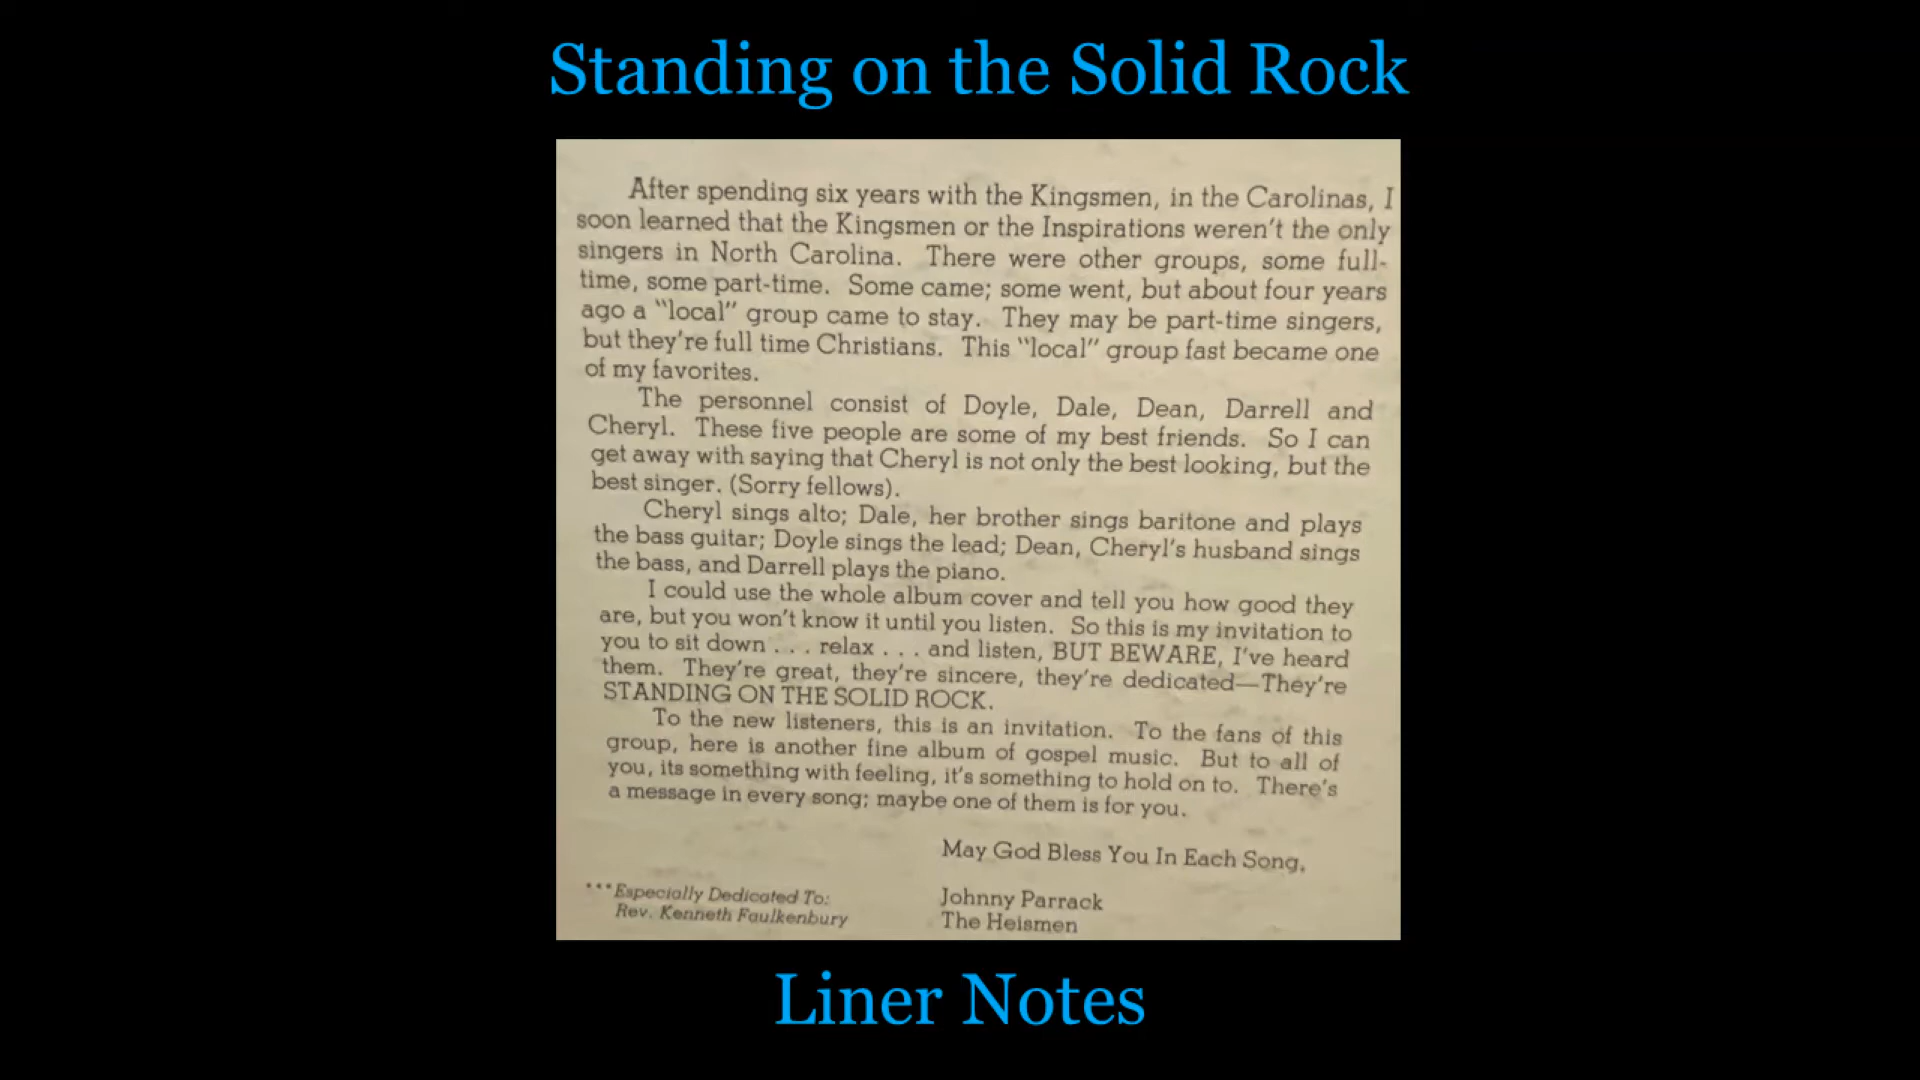 Standing on the Solid Rock
After spending six years with the Kingsmen, in the Carolinas, I
soon learned that the Kingsmen or the Inspirations weren't the only
singers in North Carolina. There were other groups, some full-
time, some part-time. Some came; some went, but about four years
ago a "local" group came to stay. They may be part-time singers,
but they're full time Christians. This "local" group fast became one
of my favorites.
The personnel consist of Doyle, Dale, Dean, Darrell and
Cheryl. These five people are some of my best friends. So I can
get away with saying that Cheryl is not only the best looking, but the
best singer. (Sorry fellows).
Cheryl sings alto; Dale, her brother sings baritone and plays
the bass guitar; Doyle sings the lead; Dean, Cheryl's husband sings
the bass, and Darrell plays the piano.
I could use the whole album cover and tell you how good they
are, but you won't know it until you listen. So this is my invitation to
you to sit down . . . relax . . . and listen, BUT BEWARE, I've heard
them. They're great, they're sincere, they're dedicated—They're
STANDING ON THE SOLID ROCK.
To the new listeners, this is an invitation. To the fans of this
group, here is another fine album of gospel music. But to all of
you, its something with feeling, it's something to hold on to. There's
a message in every song; maybe one of them is for you.
May God Bless You In Each Song,
***Especially Dedicated To:
Rev. Kenneth Faulkenbury
Johnny Parrack
The Heismen
Liner Notes